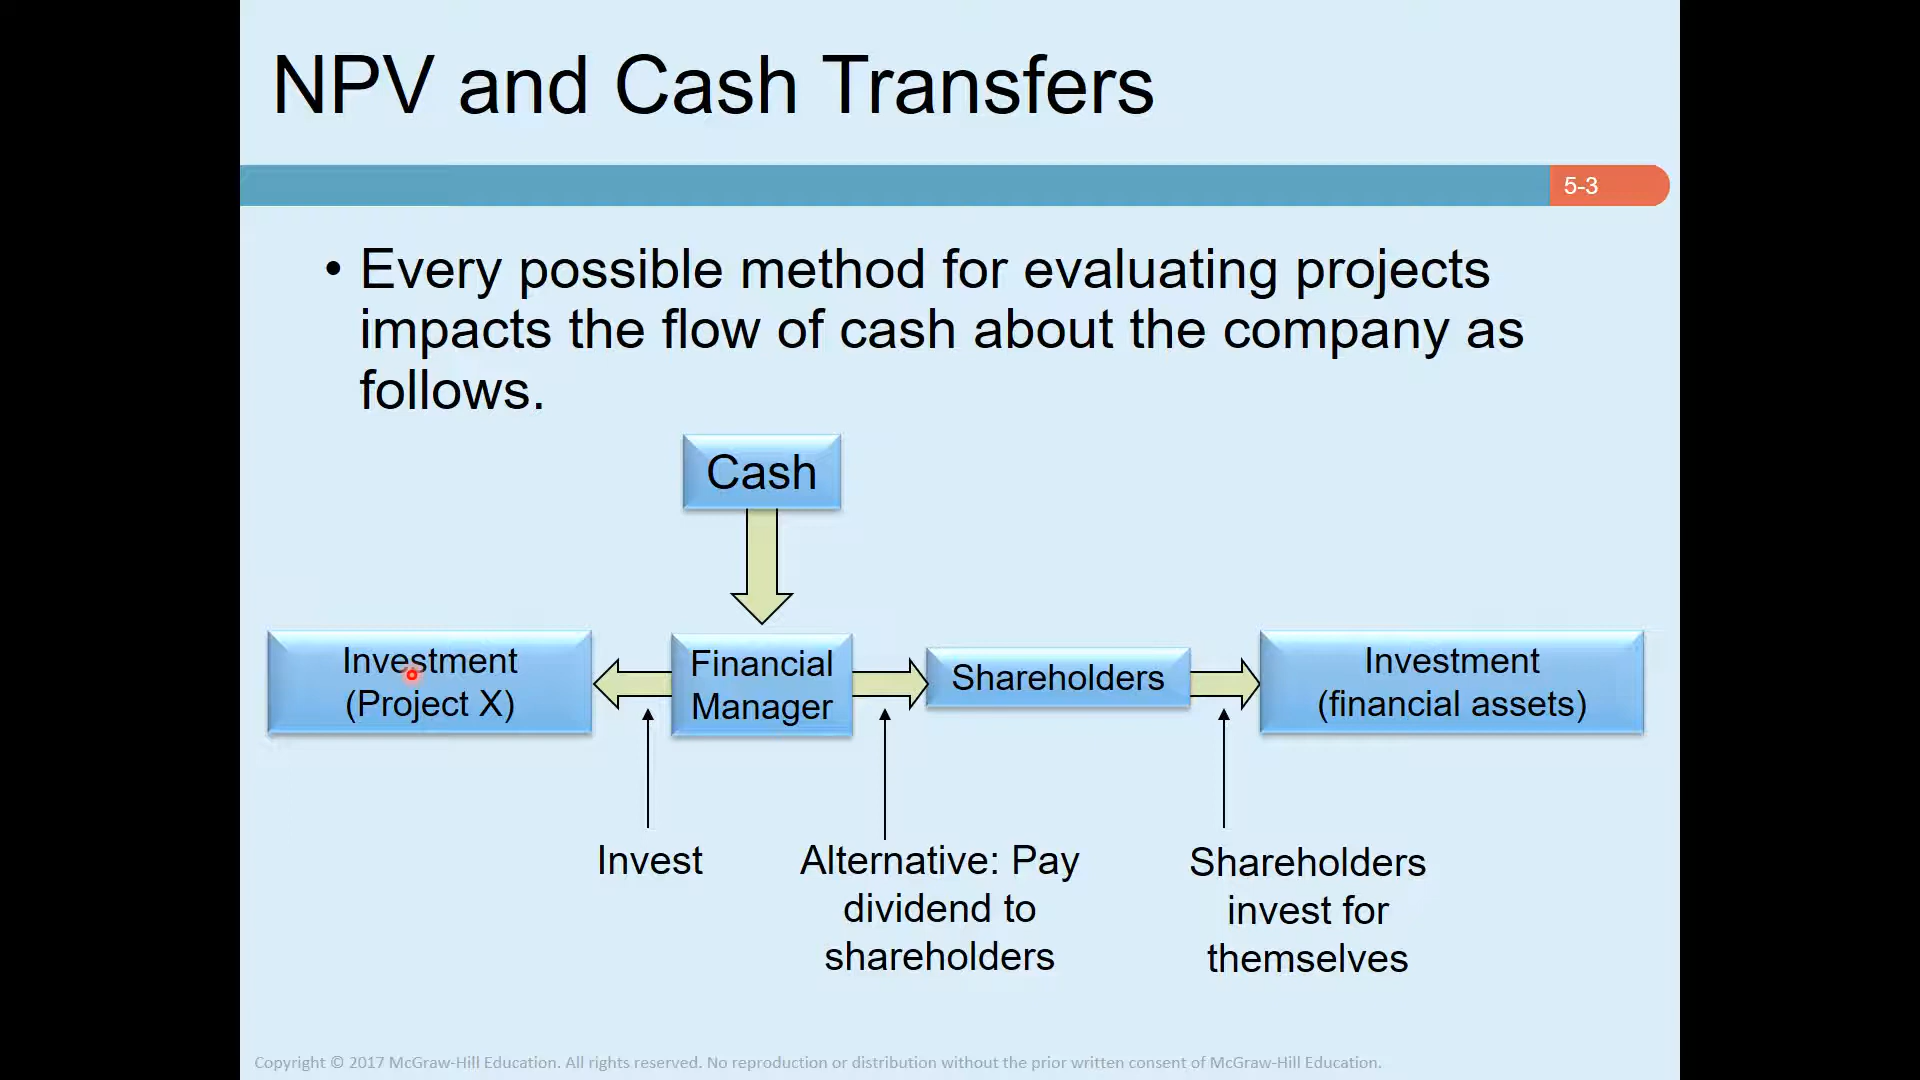 NPV and Cash Transfers
5-3
• Every possible method for evaluating projects
impacts the flow of cash about the company as
follows.
Cash
Investment
(Project X)
Financial
Manager
Shareholders
Investment
(financial assets)
Invest
Alternative: Pay
dividend to
shareholders
Shareholders
invest for
themselves
Copyright © 2017 McGraw-Hill Education. All rights reserved. No reproduction or distribution without the prior written consent of McGraw-Hill Education.